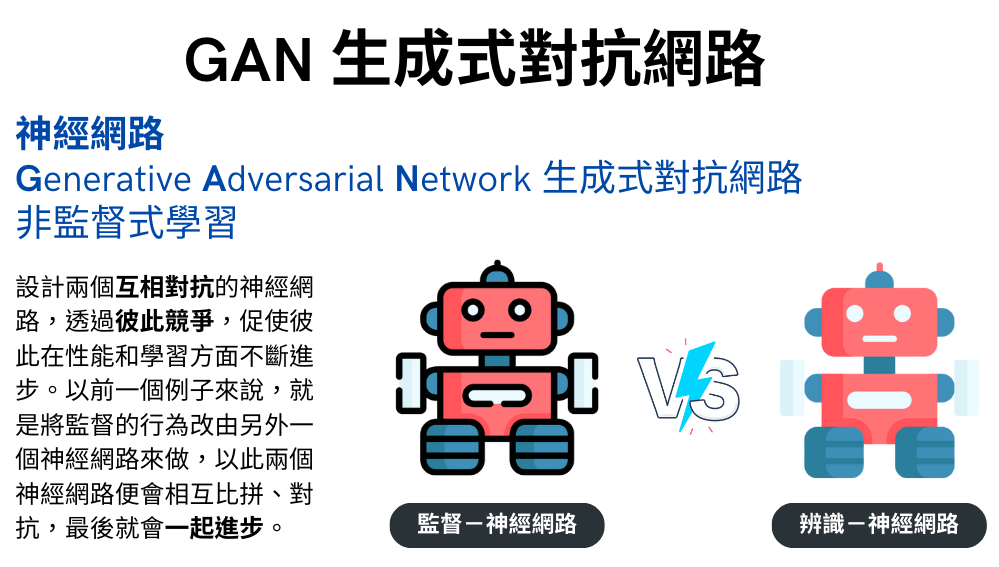 GAN 生成式對抗網路
神經網路
Generative Adversarial Network 生成式對抗網路
非監督式學習
設計兩個互相對抗的神經網
路，透過彼此競爭，促使彼
此在性能和學習方面不斷進
步。以前一個例子來說，就
是將監督的行為改由另外一
個神經網路來做，以此兩個
神經網路便會相互比拼、對
抗，最後就會一起進步。
VS
監督－神經網路
辨識－神經網路